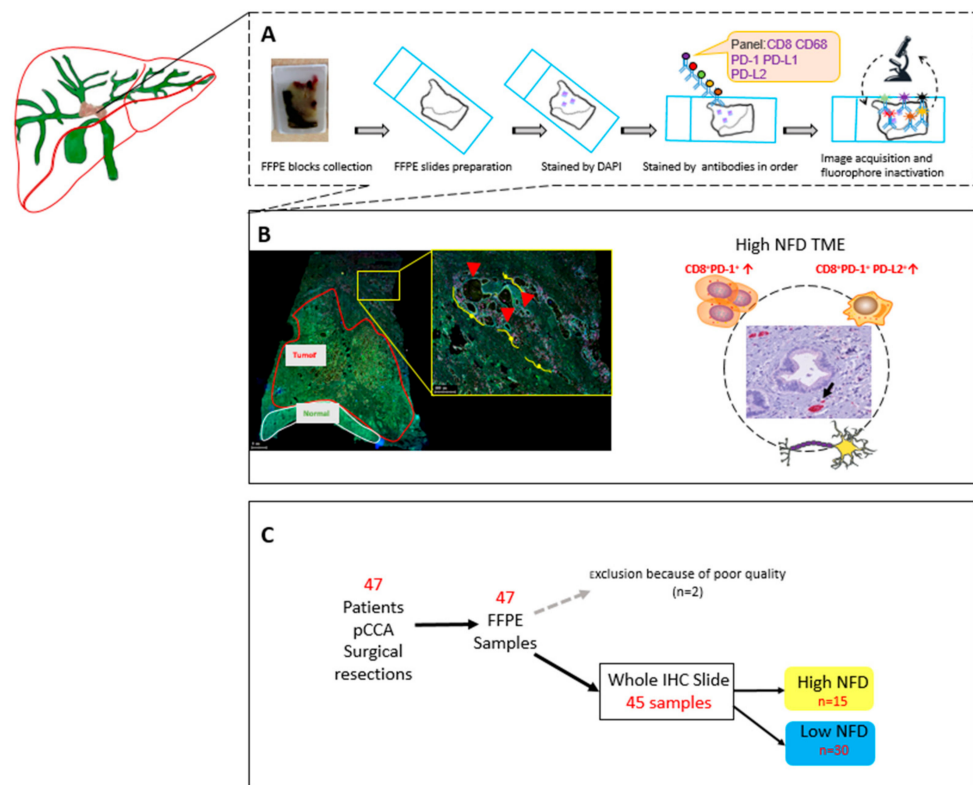 A
Panel:CD8 CD68
PD-1 PD-L1
PD-L2
FFPE blocks collection
FFPE slides preparation
Stained by DAPI
Stained by antibodies in order
Image acquisition and
fluorophore inactivation
B
Tumor
Normal
High NFD TME
CD8⁺PD-1⁺ ↑
CD8⁺PD-1⁺ PD-L2⁺↑
C
47
Patients
pCCA
Surgical
resections
47
FFPE
Samples
Exclusion because of poor quality
(n=2)
Whole IHC Slide
45 samples
High NFD
n=15
Low NFD
n=30